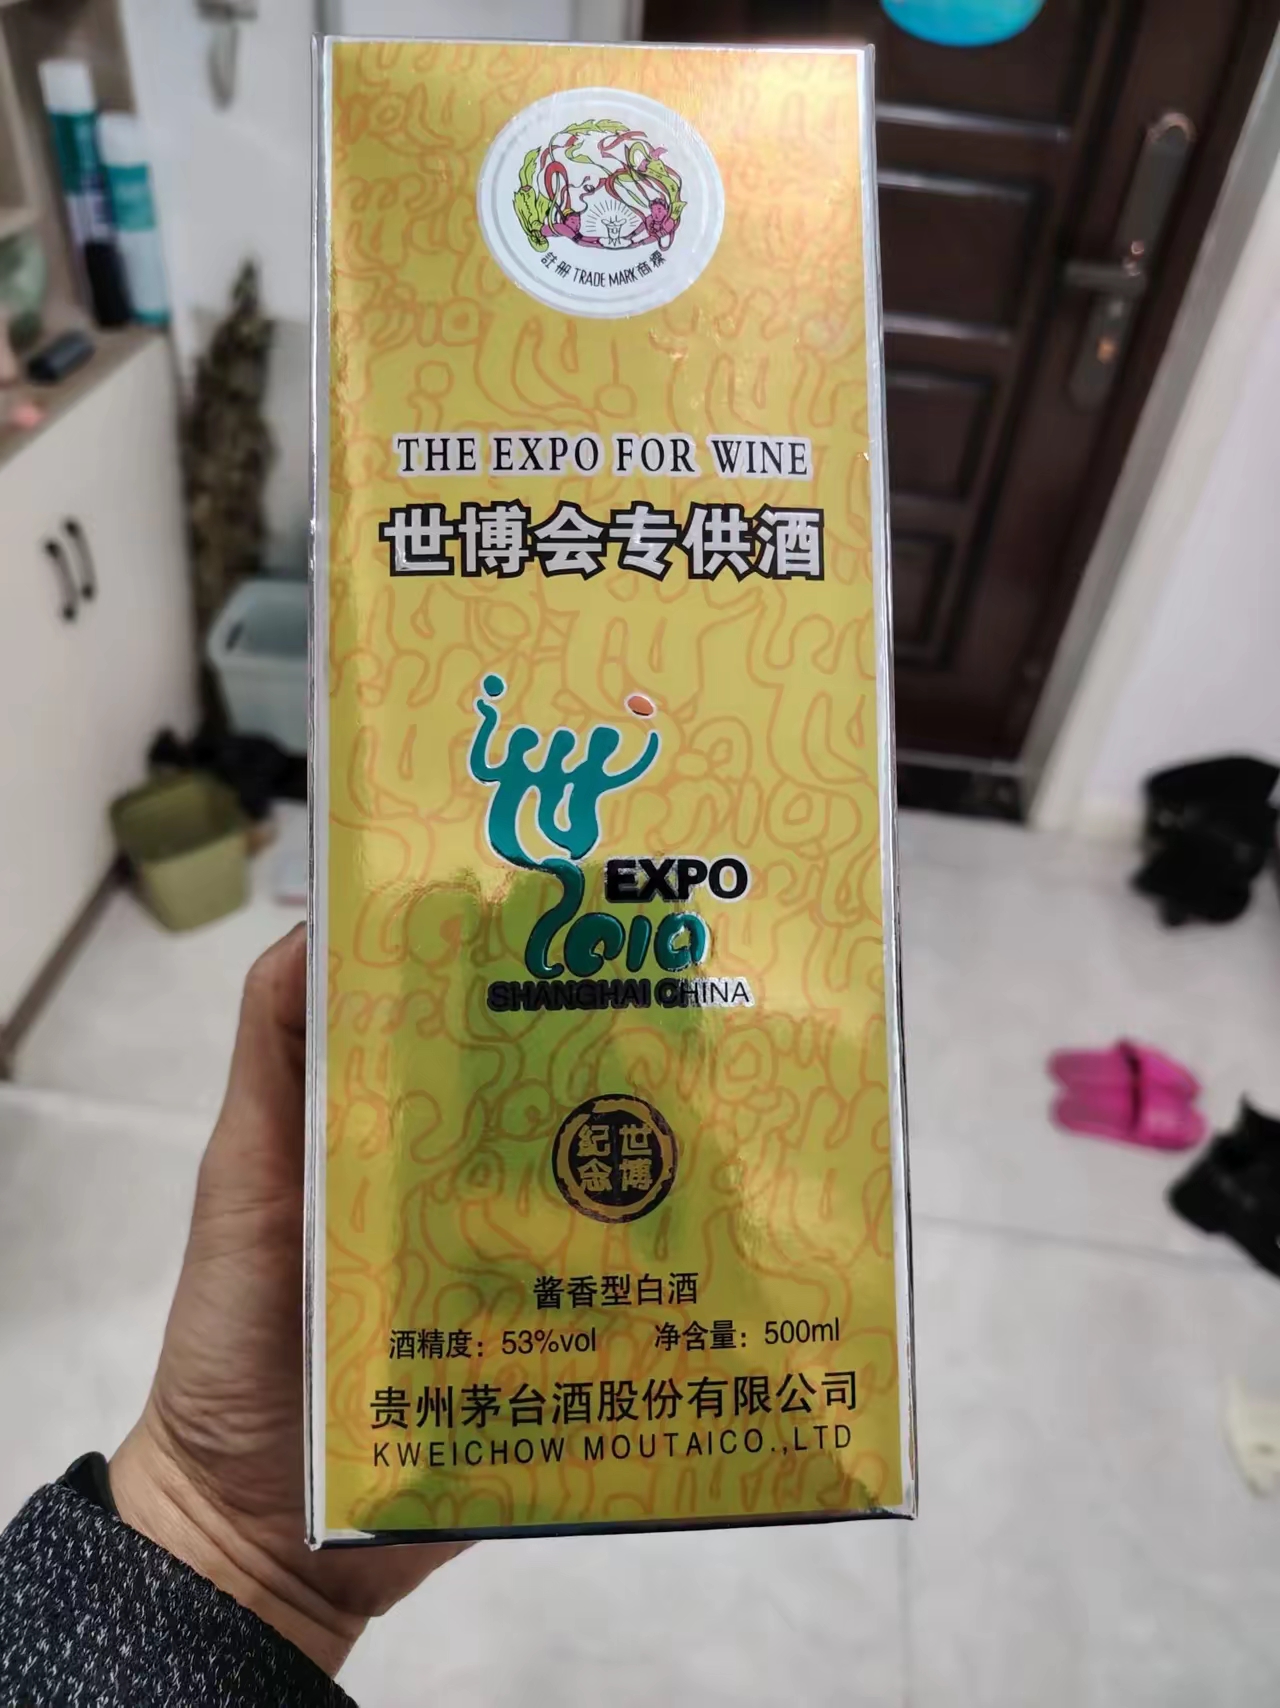 註冊 TRADE MARK 商標
THE EXPO FOR WINE
世博会专供酒
EXPO
2010
SHANGHAI CHINA
世博
纪念
酱香型白酒
酒精度：53%vol 净含量：500ml
贵州茅台酒股份有限公司
KWEICHOW MOUTAICO.,LTD